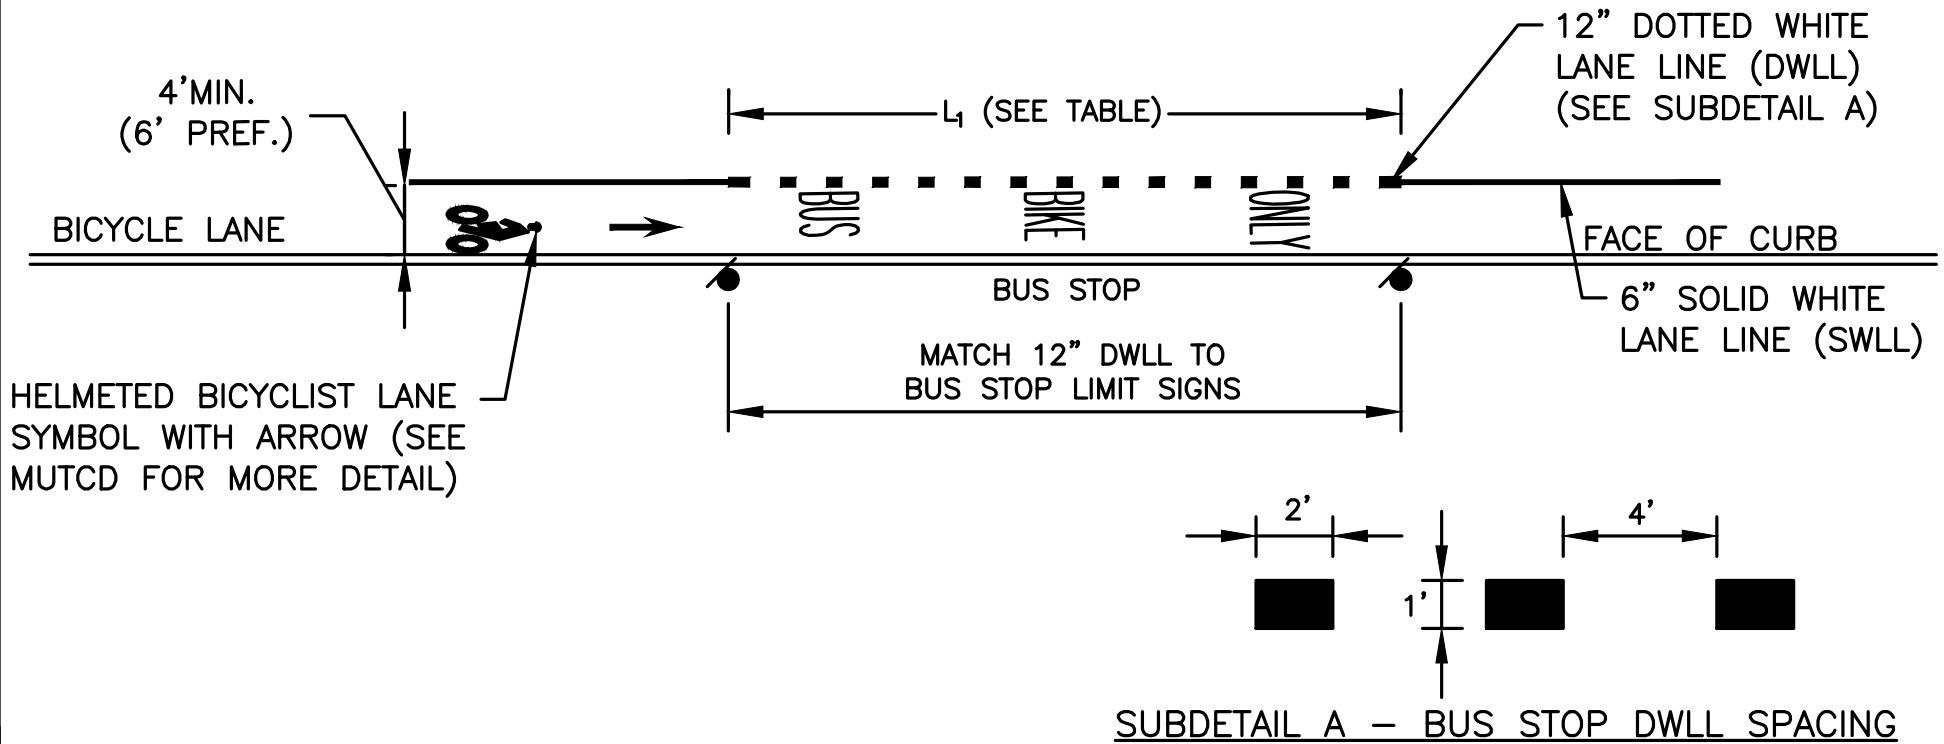 12” DOTTED WHITE
LANE LINE (DWLL)
(SEE SUBDETAIL A)
4'MIN.
(6' PREF.)
L1 (SEE TABLE)
BUS
BIKE
ONLY
BICYCLE LANE
FACE OF CURB
BUS STOP
6” SOLID WHITE
LANE LINE (SWLL)
MATCH 12” DWLL TO
BUS STOP LIMIT SIGNS
HELMETED BICYCLIST LANE
SYMBOL WITH ARROW (SEE
MUTCD FOR MORE DETAIL)
2'
4'
1'
SUBDETAIL A – BUS STOP DWLL SPACING